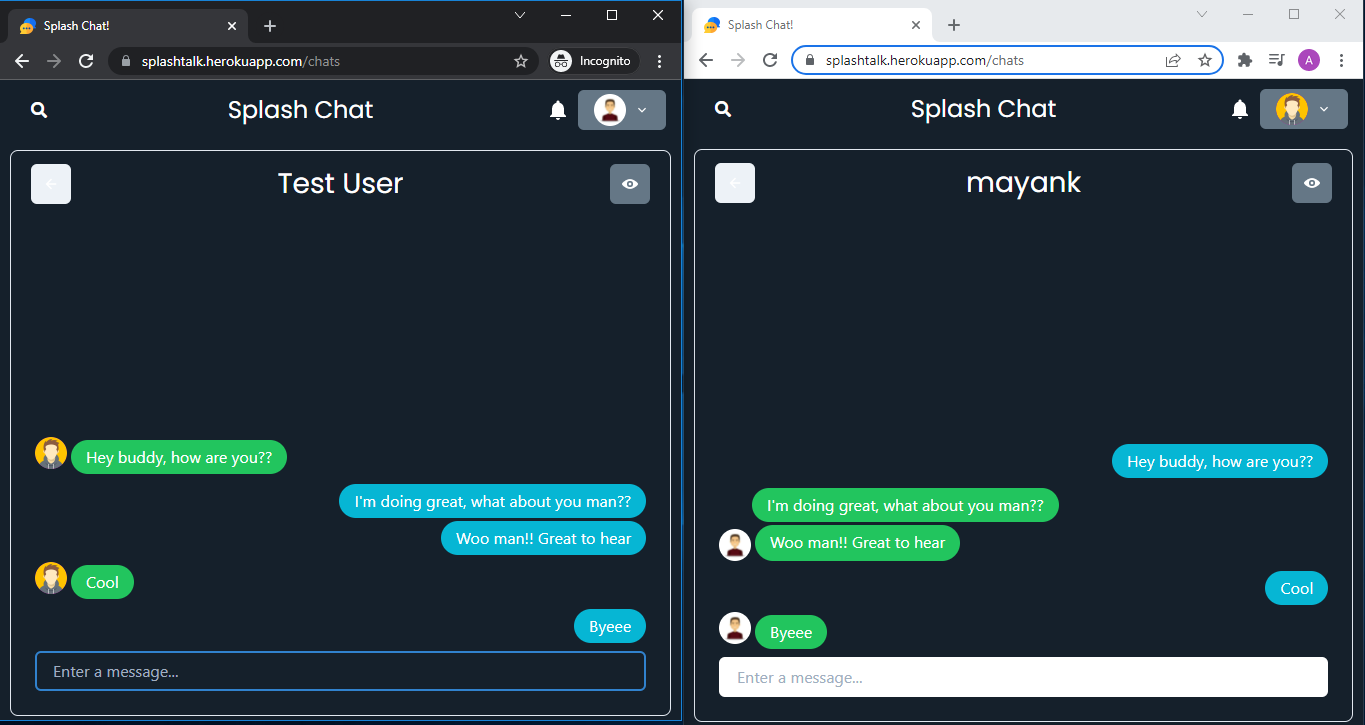 Splash Chat!
splashtalk.herokuapp.com/chats
Incognito
Splash Chat
Test User
Hey buddy, how are you??
I'm doing great, what about you man??
Woo man!! Great to hear
Cool
Byeee
Enter a message...
Splash Chat!
splashtalk.herokuapp.com/chats
A
Splash Chat
mayank
Hey buddy, how are you??
I'm doing great, what about you man??
Woo man!! Great to hear
Cool
Byeee
Enter a message...